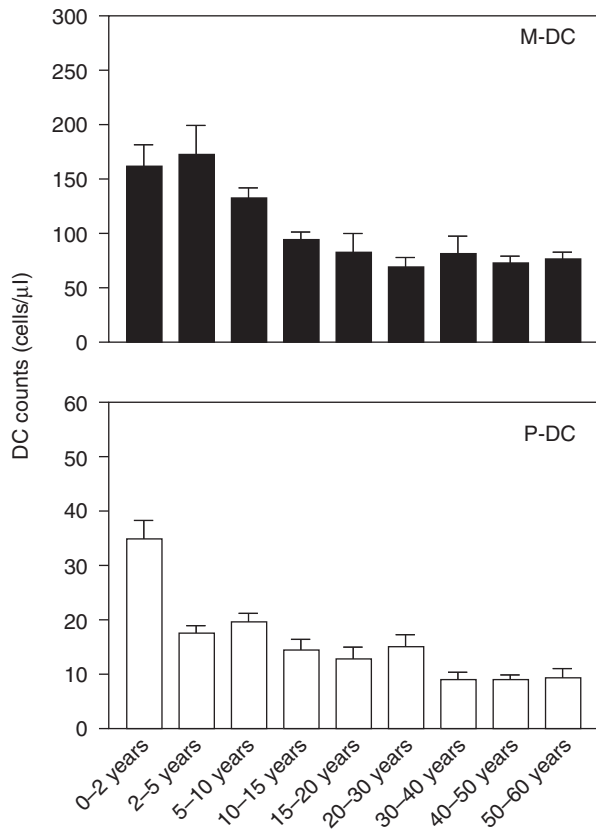 300
M-DC
250
200
150
100
50
0
DC counts (cells/μl)
60
P-DC
50
40
30
20
10
0
0–2 years
2–5 years
5–10 years
10–15 years
15–20 years
20–30 years
30–40 years
40–50 years
50–60 years